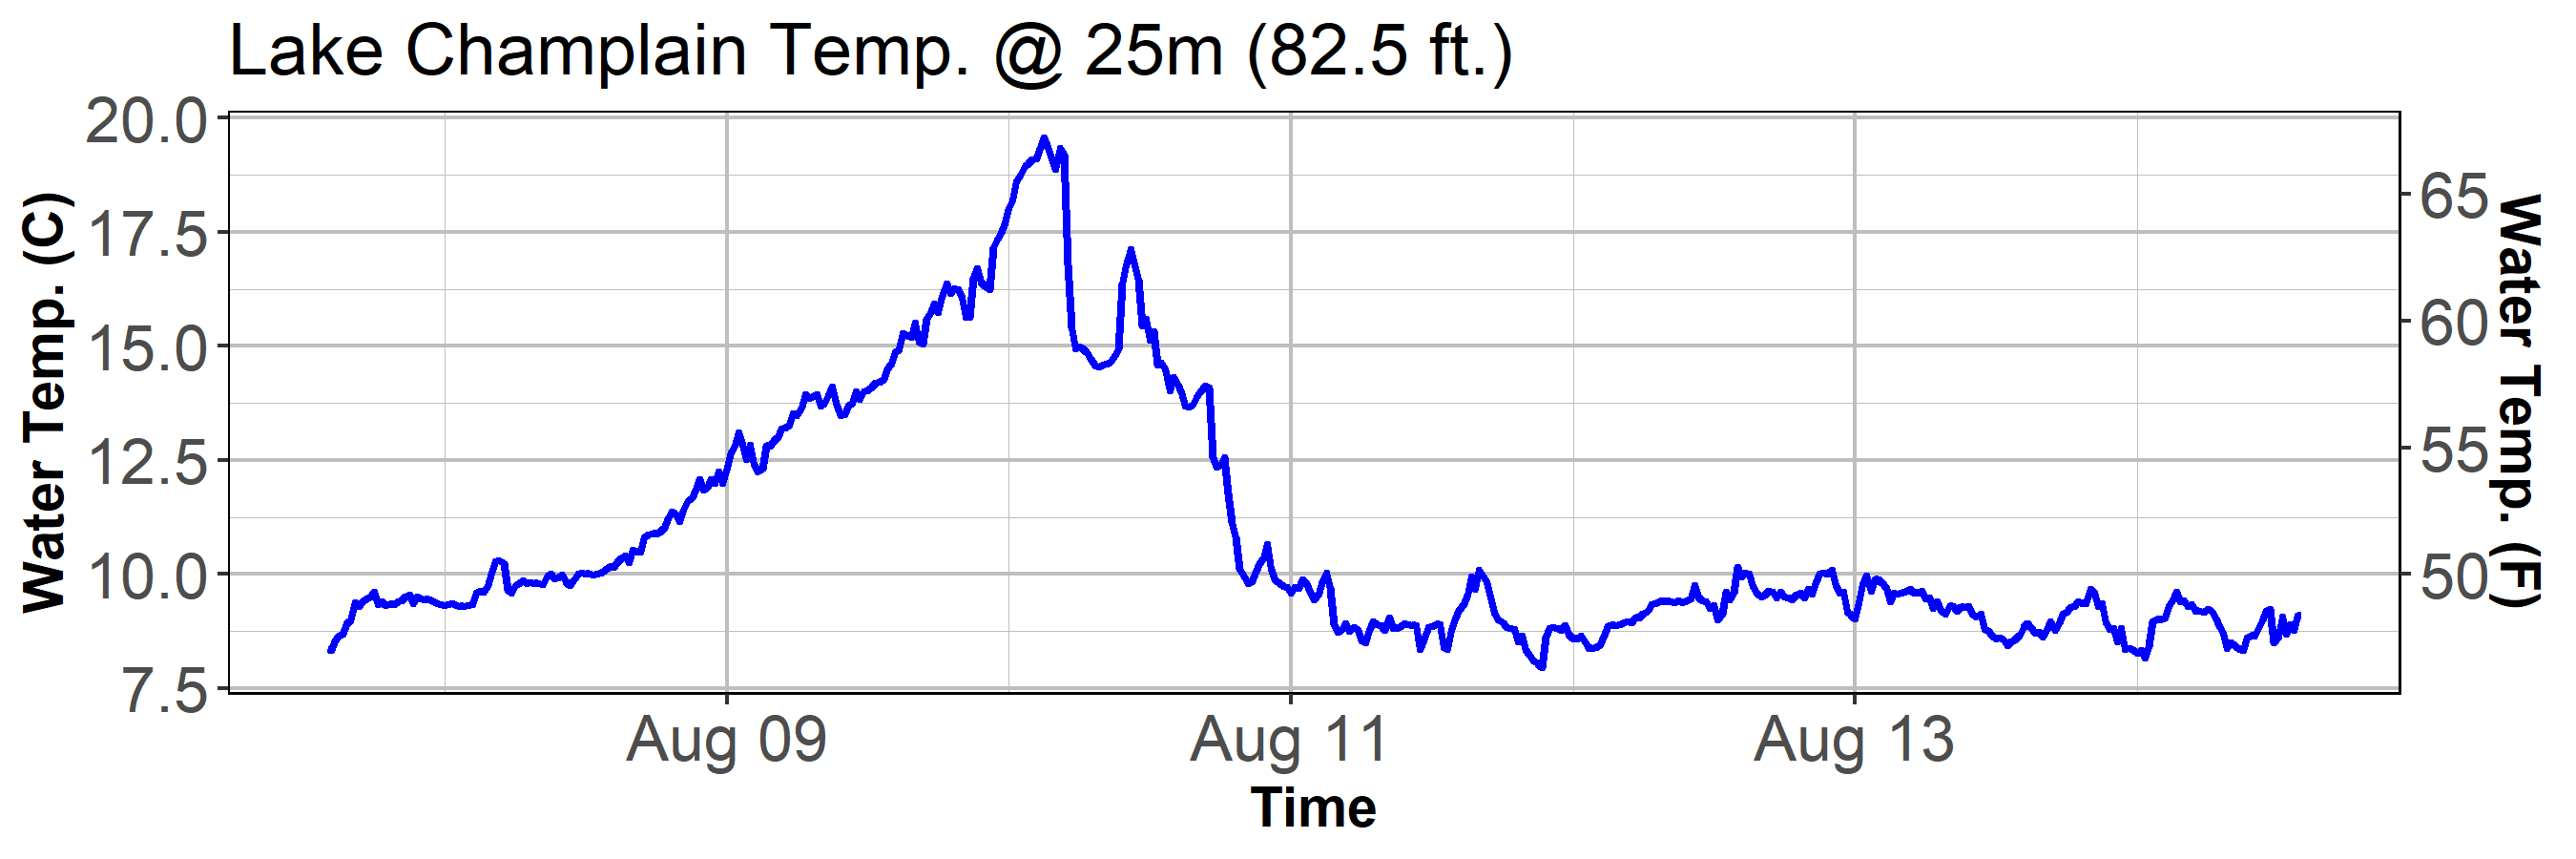 Lake Champlain Temp. @ 25m (82.5 ft.)
Water Temp. (C)
20.0
17.5
15.0
12.5
10.0
7.5
65
60
55
50
Water Temp. (F)
Aug 09 Aug 11 Aug 13
Time